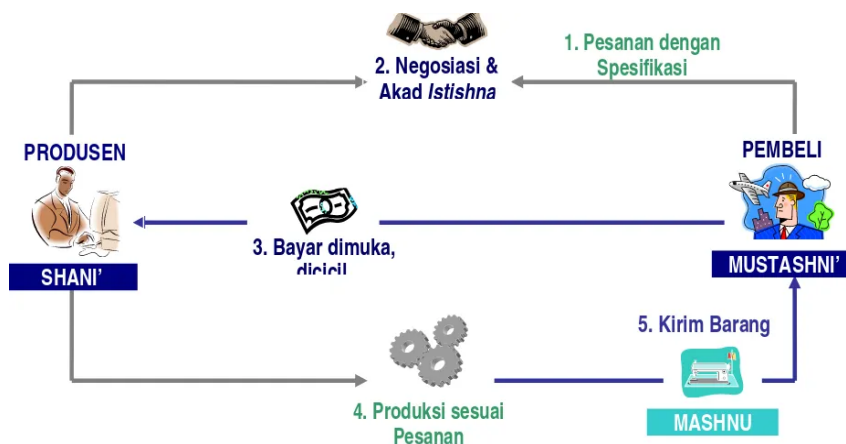 1. Pesanan dengan
Spesifikasi
2. Negosiasi &
Akad Istishna
PRODUSEN
PEMBELI
3. Bayar dimuka,
dicicil
SHANI’
MUSTASHNI’
5. Kirim Barang
4. Produksi sesuai
Pesanan
MASHNU